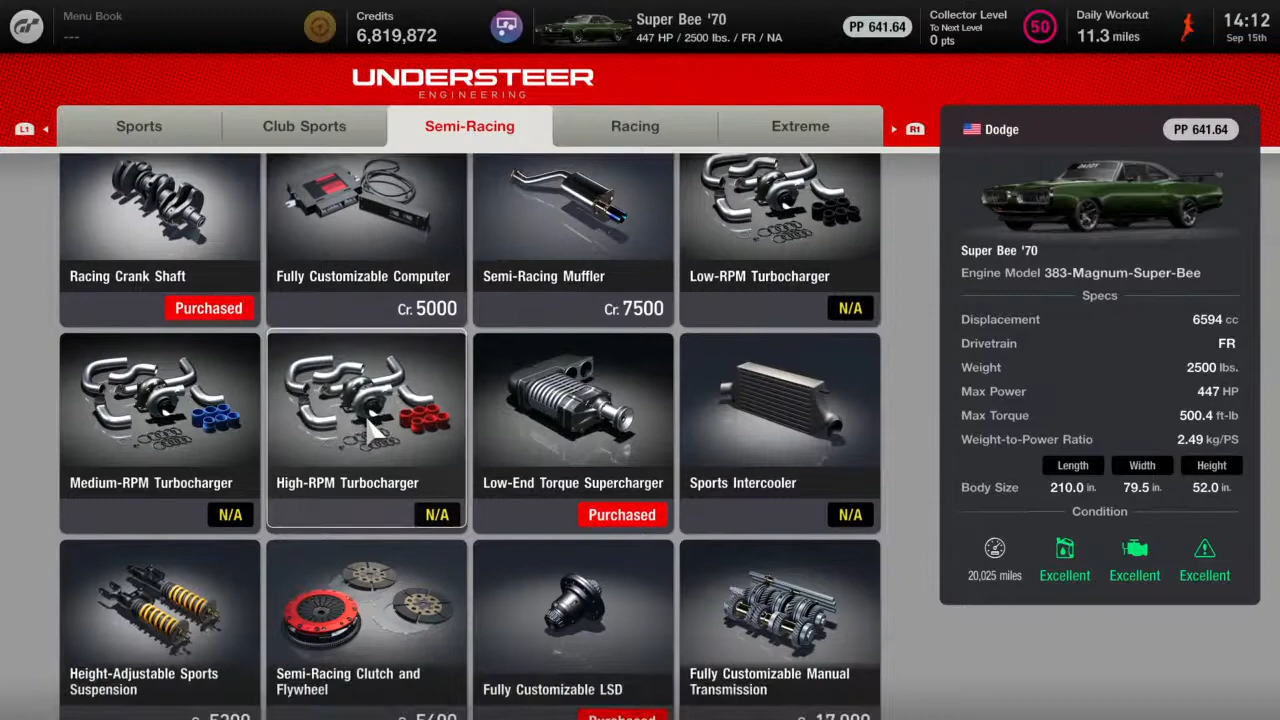 Menu Book
---
Credits
6,819,872
Super Bee '70
447 HP / 2500 lbs. / FR / NA
PP 641.64
Collector Level
To Next Level
0 pts
50
Daily Workout
11.3 miles
14:12
Sep 15th
UNDERSTEER
ENGINEERING
L1
Sports
Club Sports
Semi-Racing
Racing
Extreme
R1
Racing Crank Shaft
Purchased
Fully Customizable Computer
Cr. 5000
Semi-Racing Muffler
Cr. 7500
Low-RPM Turbocharger
N/A
Medium-RPM Turbocharger
N/A
High-RPM Turbocharger
N/A
Low-End Torque Supercharger
Purchased
Sports Intercooler
N/A
Height-Adjustable Sports
Suspension
Semi-Racing Clutch and
Flywheel
Fully Customizable LSD
Purchased
Fully Customizable Manual
Transmission
Dodge
PP 641.64
Super Bee '70
Engine Model 383-Magnum-Super-Bee
Specs
Displacement 6594 cc
Drivetrain FR
Weight 2500 lbs.
Max Power 447 HP
Max Torque 500.4 ft-lb
Weight-to-Power Ratio 2.49 kg/PS
Length Width Height
Body Size 210.0 in. 79.5 in. 52.0 in.
Condition
20,025 miles
Excellent
Excellent
Excellent